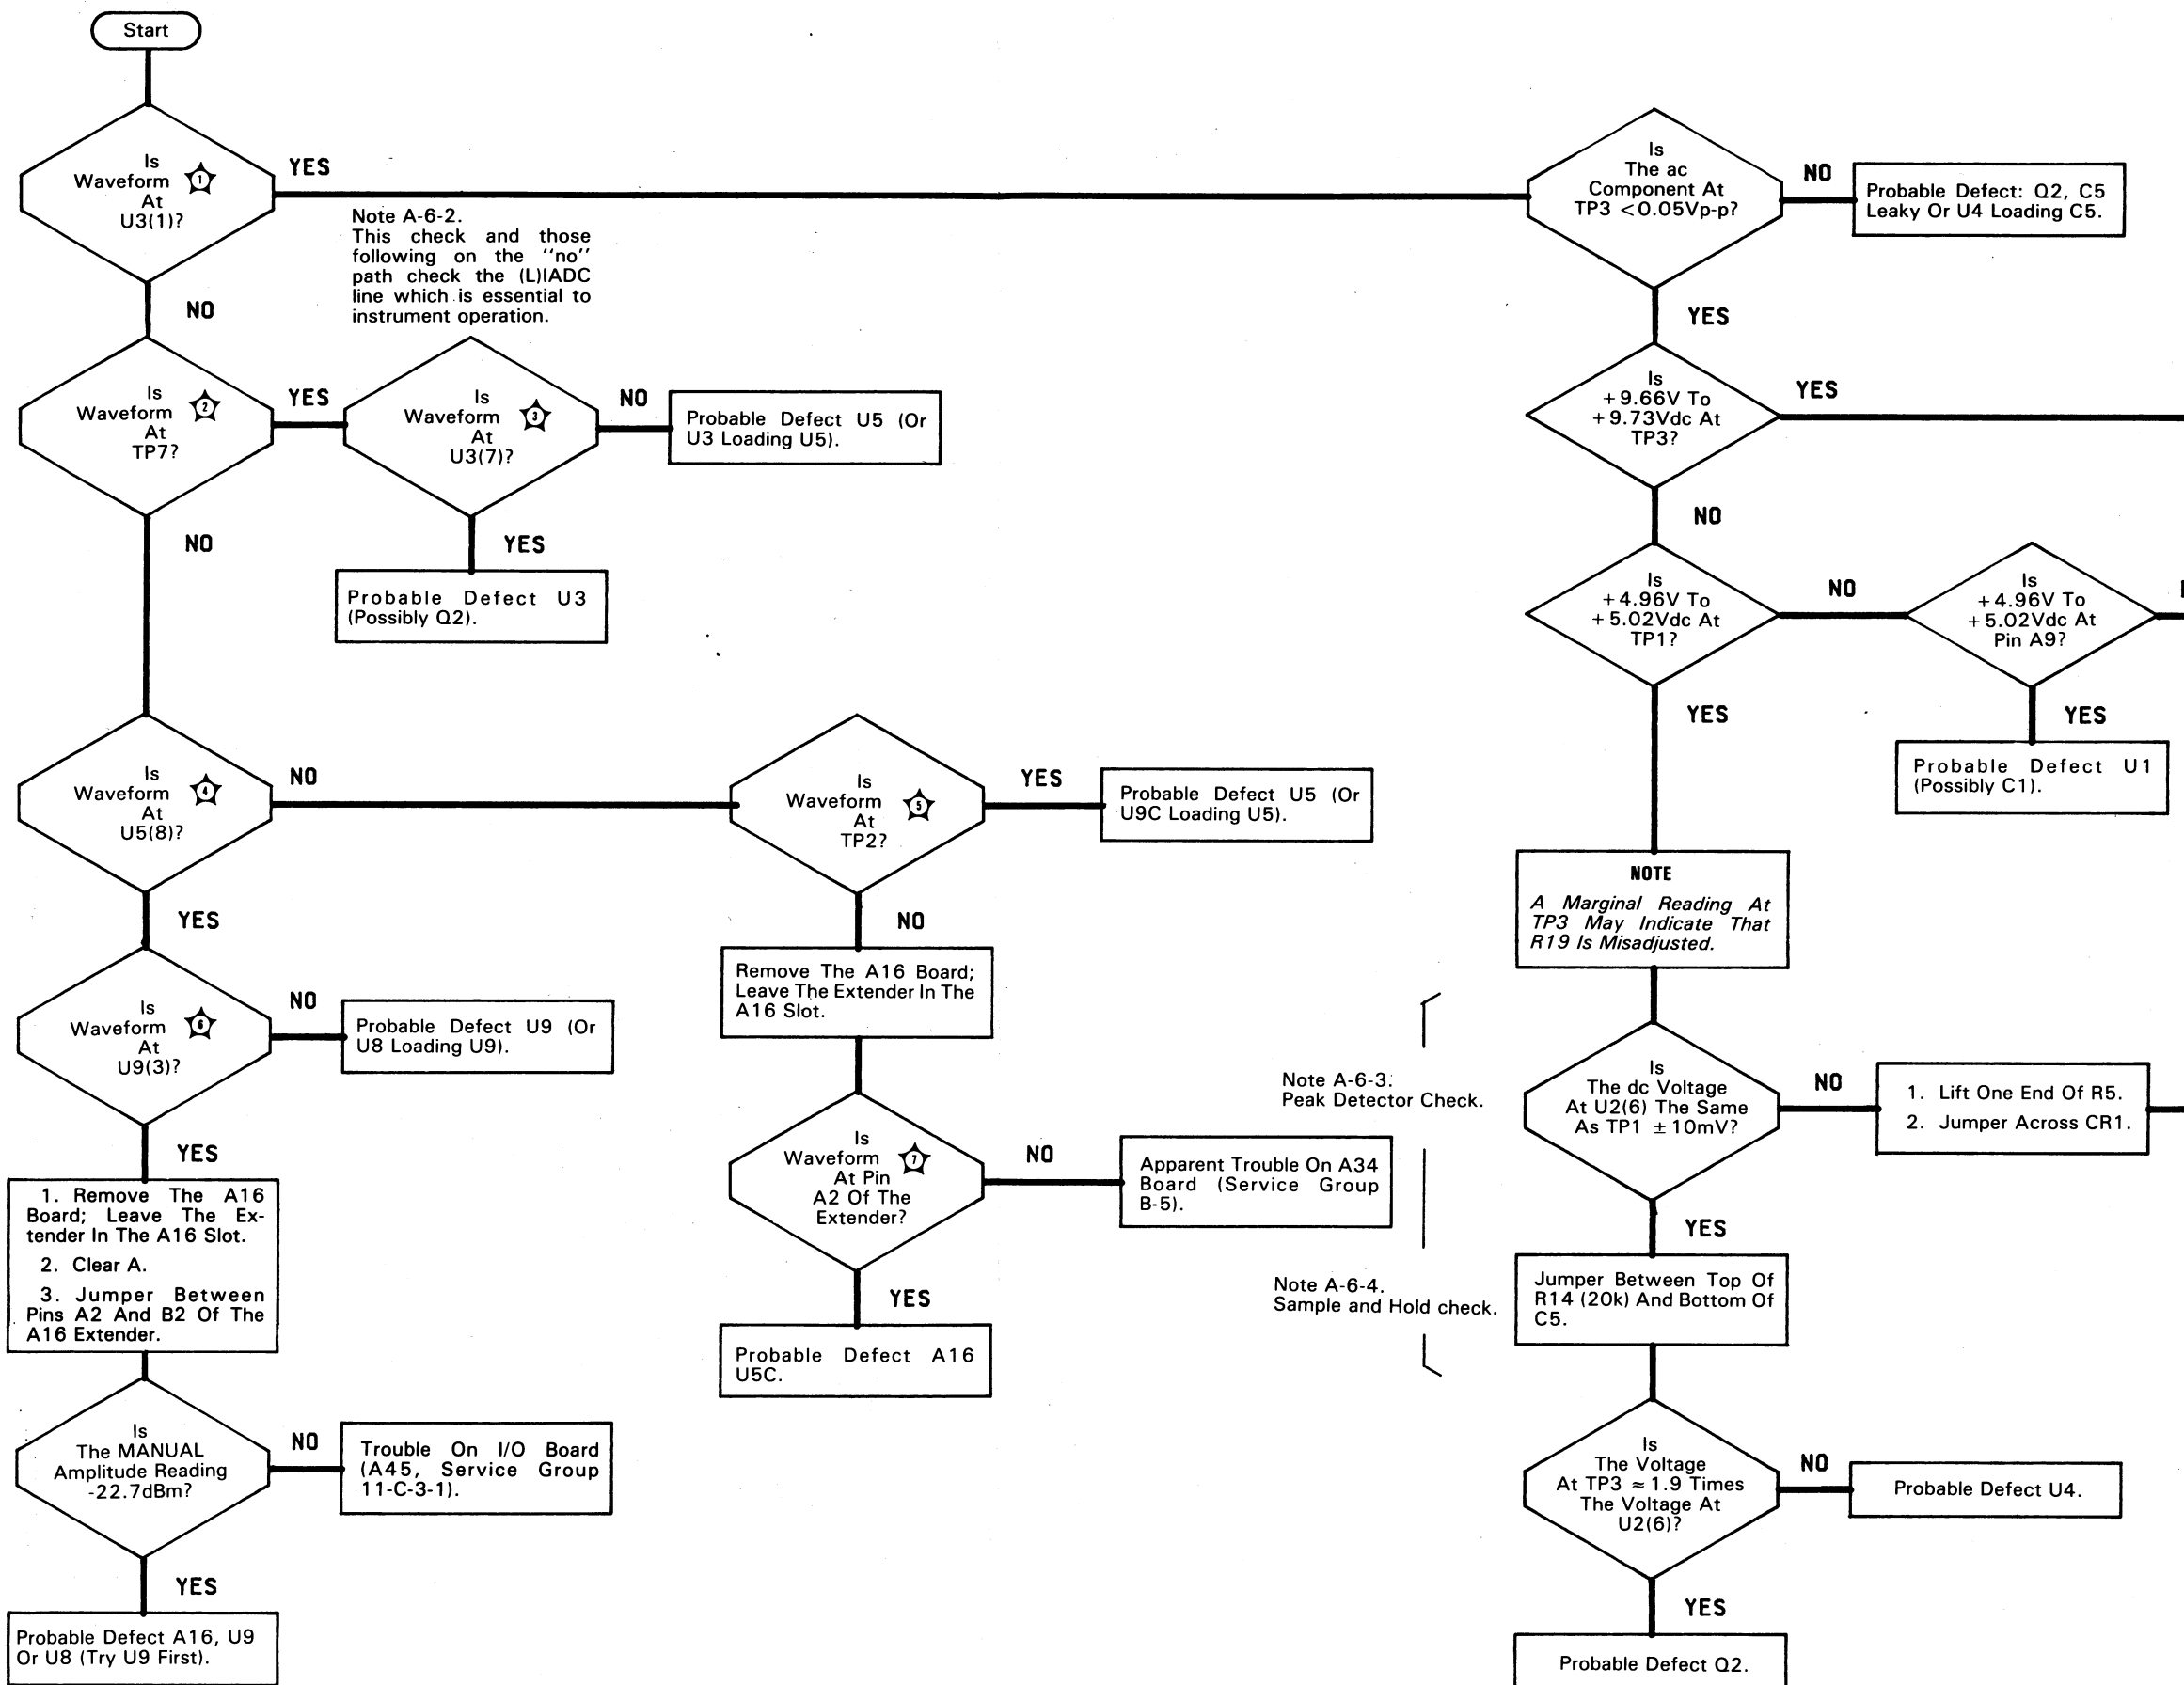 Start
Is
Waveform 1
At
U3(1)?
YES
NO
Note A-6-2.
This check and those
following on the "no"
path check the (L)IADC
line which is essential to
instrument operation.
Is
Waveform 2
At
TP7?
YES
NO
Is
Waveform 3
At
U3(7)?
NO
Probable Defect U5 (Or
U3 Loading U5).
YES
Probable Defect U3
(Possibly Q2).
Is
Waveform 4
At
U5(8)?
NO
YES
Is
Waveform 5
At
TP2?
YES
Probable Defect U5 (Or
U9C Loading U5).
NO
Remove The A16 Board;
Leave The Extender In The
A16 Slot.
Is
Waveform 7
At Pin
A2 Of The
Extender?
NO
Apparent Trouble On A34
Board (Service Group
B-5).
YES
Probable Defect A16
U5C.
Is
Waveform 6
At
U9(3)?
NO
Probable Defect U9 (Or
U8 Loading U9).
YES
1. Remove The A16
Board; Leave The Ex-
tender In The A16 Slot.
2. Clear A.
3. Jumper Between
Pins A2 And B2 Of The
A16 Extender.
Is
The MANUAL
Amplitude Reading
-22.7dBm?
NO
Trouble On I/O Board
(A45, Service Group
11-C-3-1).
YES
Probable Defect A16, U9
Or U8 (Try U9 First).
Is
The ac
Component At
TP3 <0.05Vp-p?
NO
Probable Defect: Q2, C5
Leaky Or U4 Loading C5.
YES
Is
+9.66V To
+9.73Vdc At
TP3?
YES
NO
Is
+4.96V To
+5.02Vdc At
TP1?
NO
Is
+4.96V To
+5.02Vdc At
Pin A9?
YES
Probable Defect U1
(Possibly C1).
YES
NOTE
A Marginal Reading At
TP3 May Indicate That
R19 Is Misadjusted.
Note A-6-3.
Peak Detector Check.
Is
The dc Voltage
At U2(6) The Same
As TP1 ±10mV?
NO
1. Lift One End Of R5.
2. Jumper Across CR1.
YES
Note A-6-4.
Sample and Hold check.
Jumper Between Top Of
R14 (20k) And Bottom Of
C5.
Is
The Voltage
At TP3 ≈ 1.9 Times
The Voltage At
U2(6)?
NO
Probable Defect U4.
YES
Probable Defect Q2.